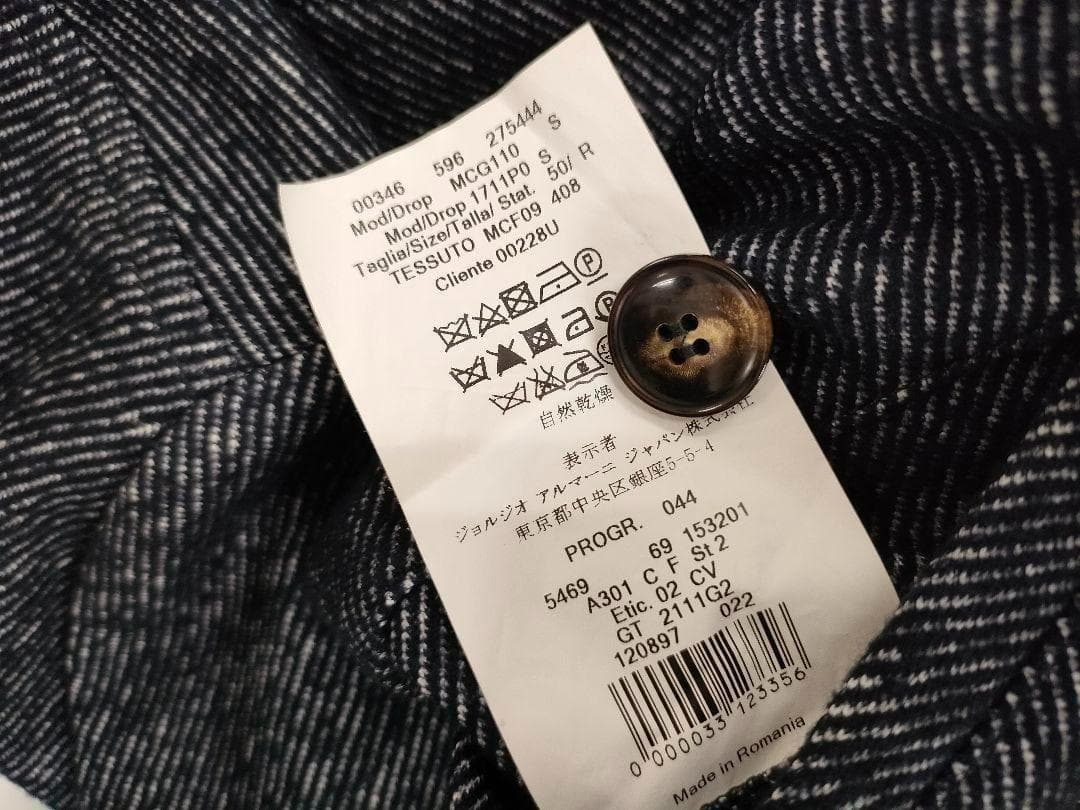 00346 596 275444
Mod/Drop MCG110 S
Mod/Drop 1711P0 S
Taglia/Size/Talla/ Stat. 50/ R
TESSUTO MCF09 408
Cliente 00228U
P
自然乾燥
表示者
ジョルジオ アルマーニ ジャパン株式会社
東京都中央区銀座5-5-4
PROGR. 044
69 153201
5469 A301 C F St 2
Etic. 02 CV
GT 2111G2
120897 022
0000033 123356
Made in Romania